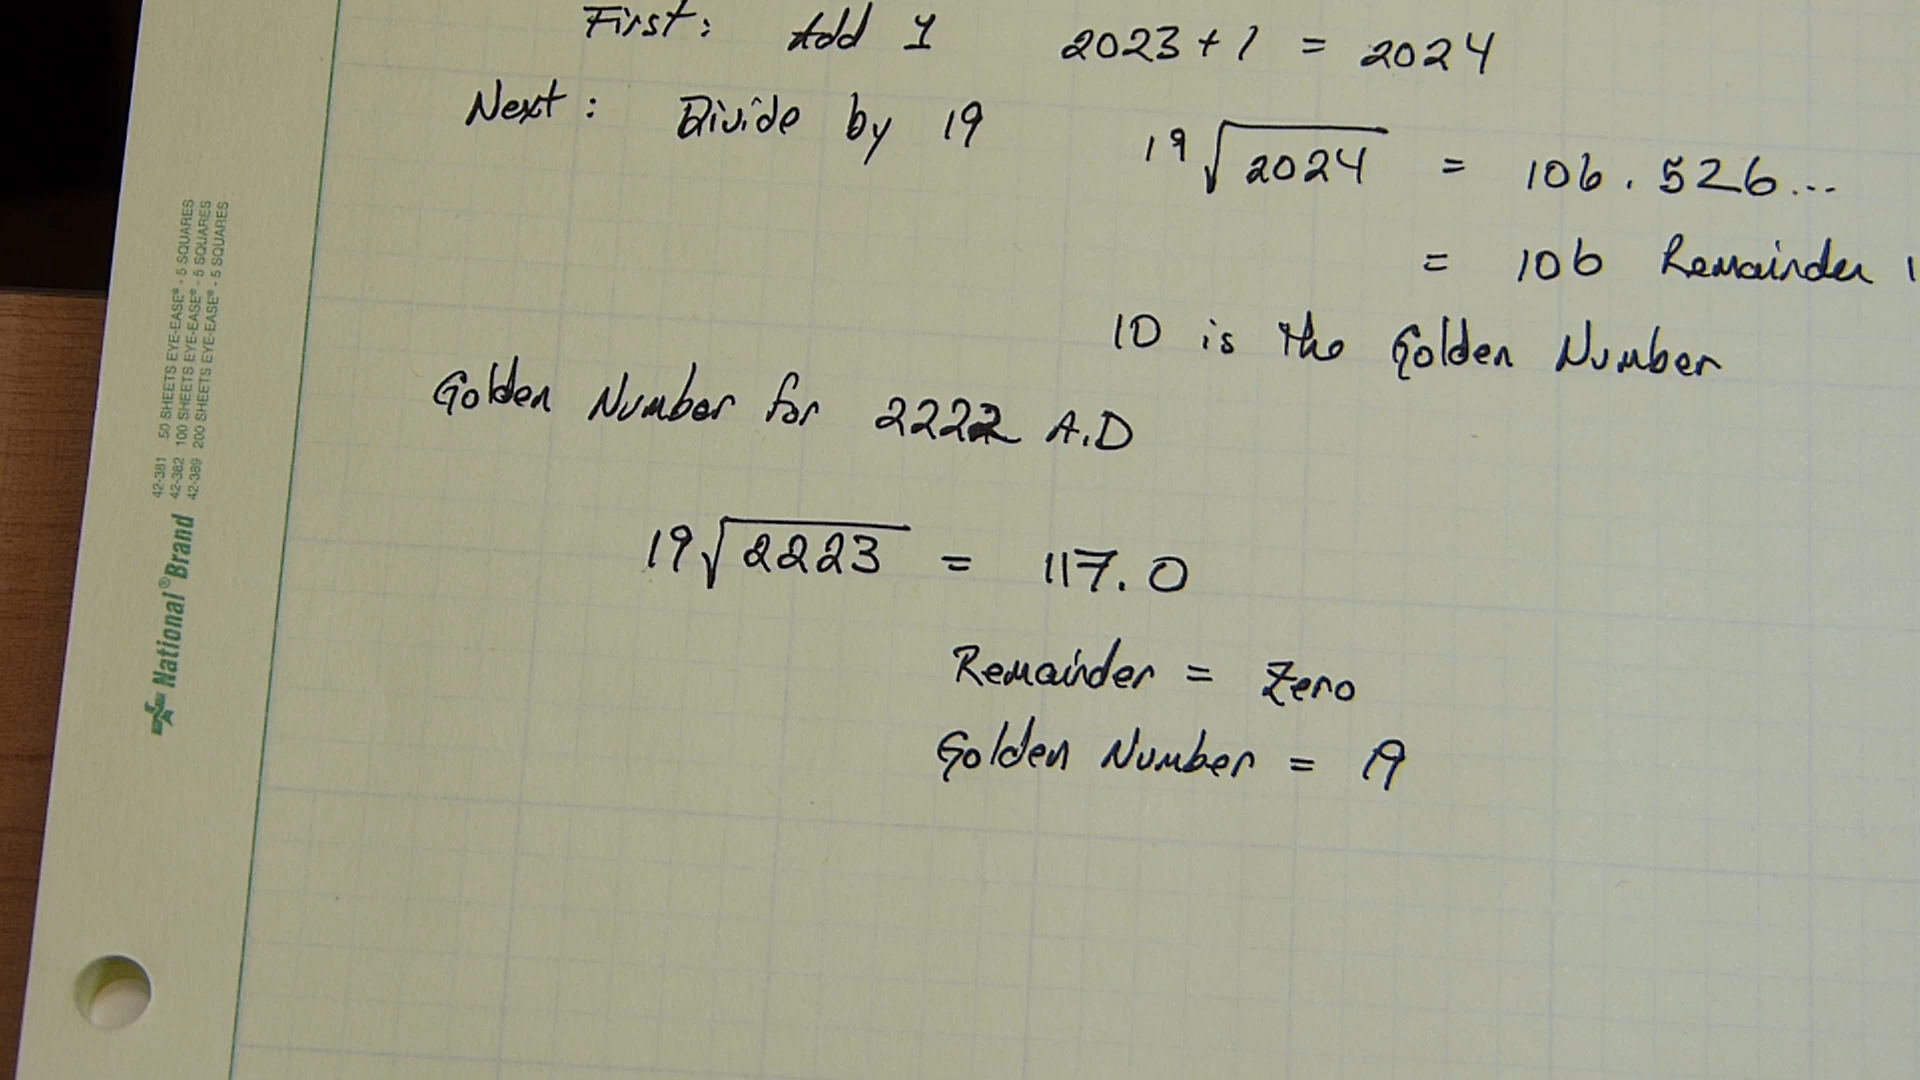 First: Add 1 2023 + 1 = 2024
Next: Divide by 19 19√2024 = 106.526...
= 106 Remainder 1
10 is the Golden Number
Golden Number for 2222 A.D
19√2223 = 117.0
Remainder = Zero
Golden Number = 19
42-381 50 SHEETS EYE-EASE® - 5 SQUARES
42-382 100 SHEETS EYE-EASE® - 5 SQUARES
42-389 200 SHEETS EYE-EASE® - 5 SQUARES
National® Brand